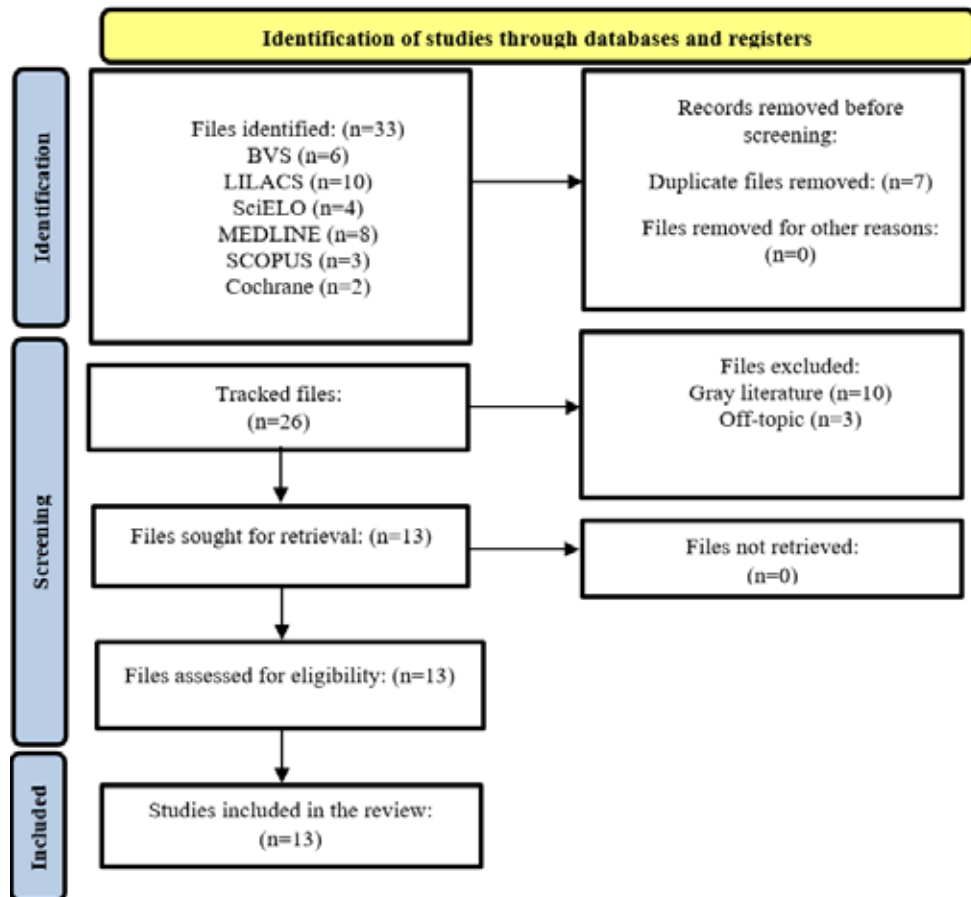 Identification of studies through databases and registers
Identification
Files identified: (n=33)
BVS (n=6)
LILACS (n=10)
SciELO (n=4)
MEDLINE (n=8)
SCOPUS (n=3)
Cochrane (n=2)
Records removed before
screening:
Duplicate files removed: (n=7)
Files removed for other reasons:
(n=0)
Screening
Tracked files:
(n=26)
Files excluded:
Gray literature (n=10)
Off-topic (n=3)
Files sought for retrieval: (n=13)
Files not retrieved:
(n=0)
Files assessed for eligibility: (n=13)
Included
Studies included in the review:
(n=13)